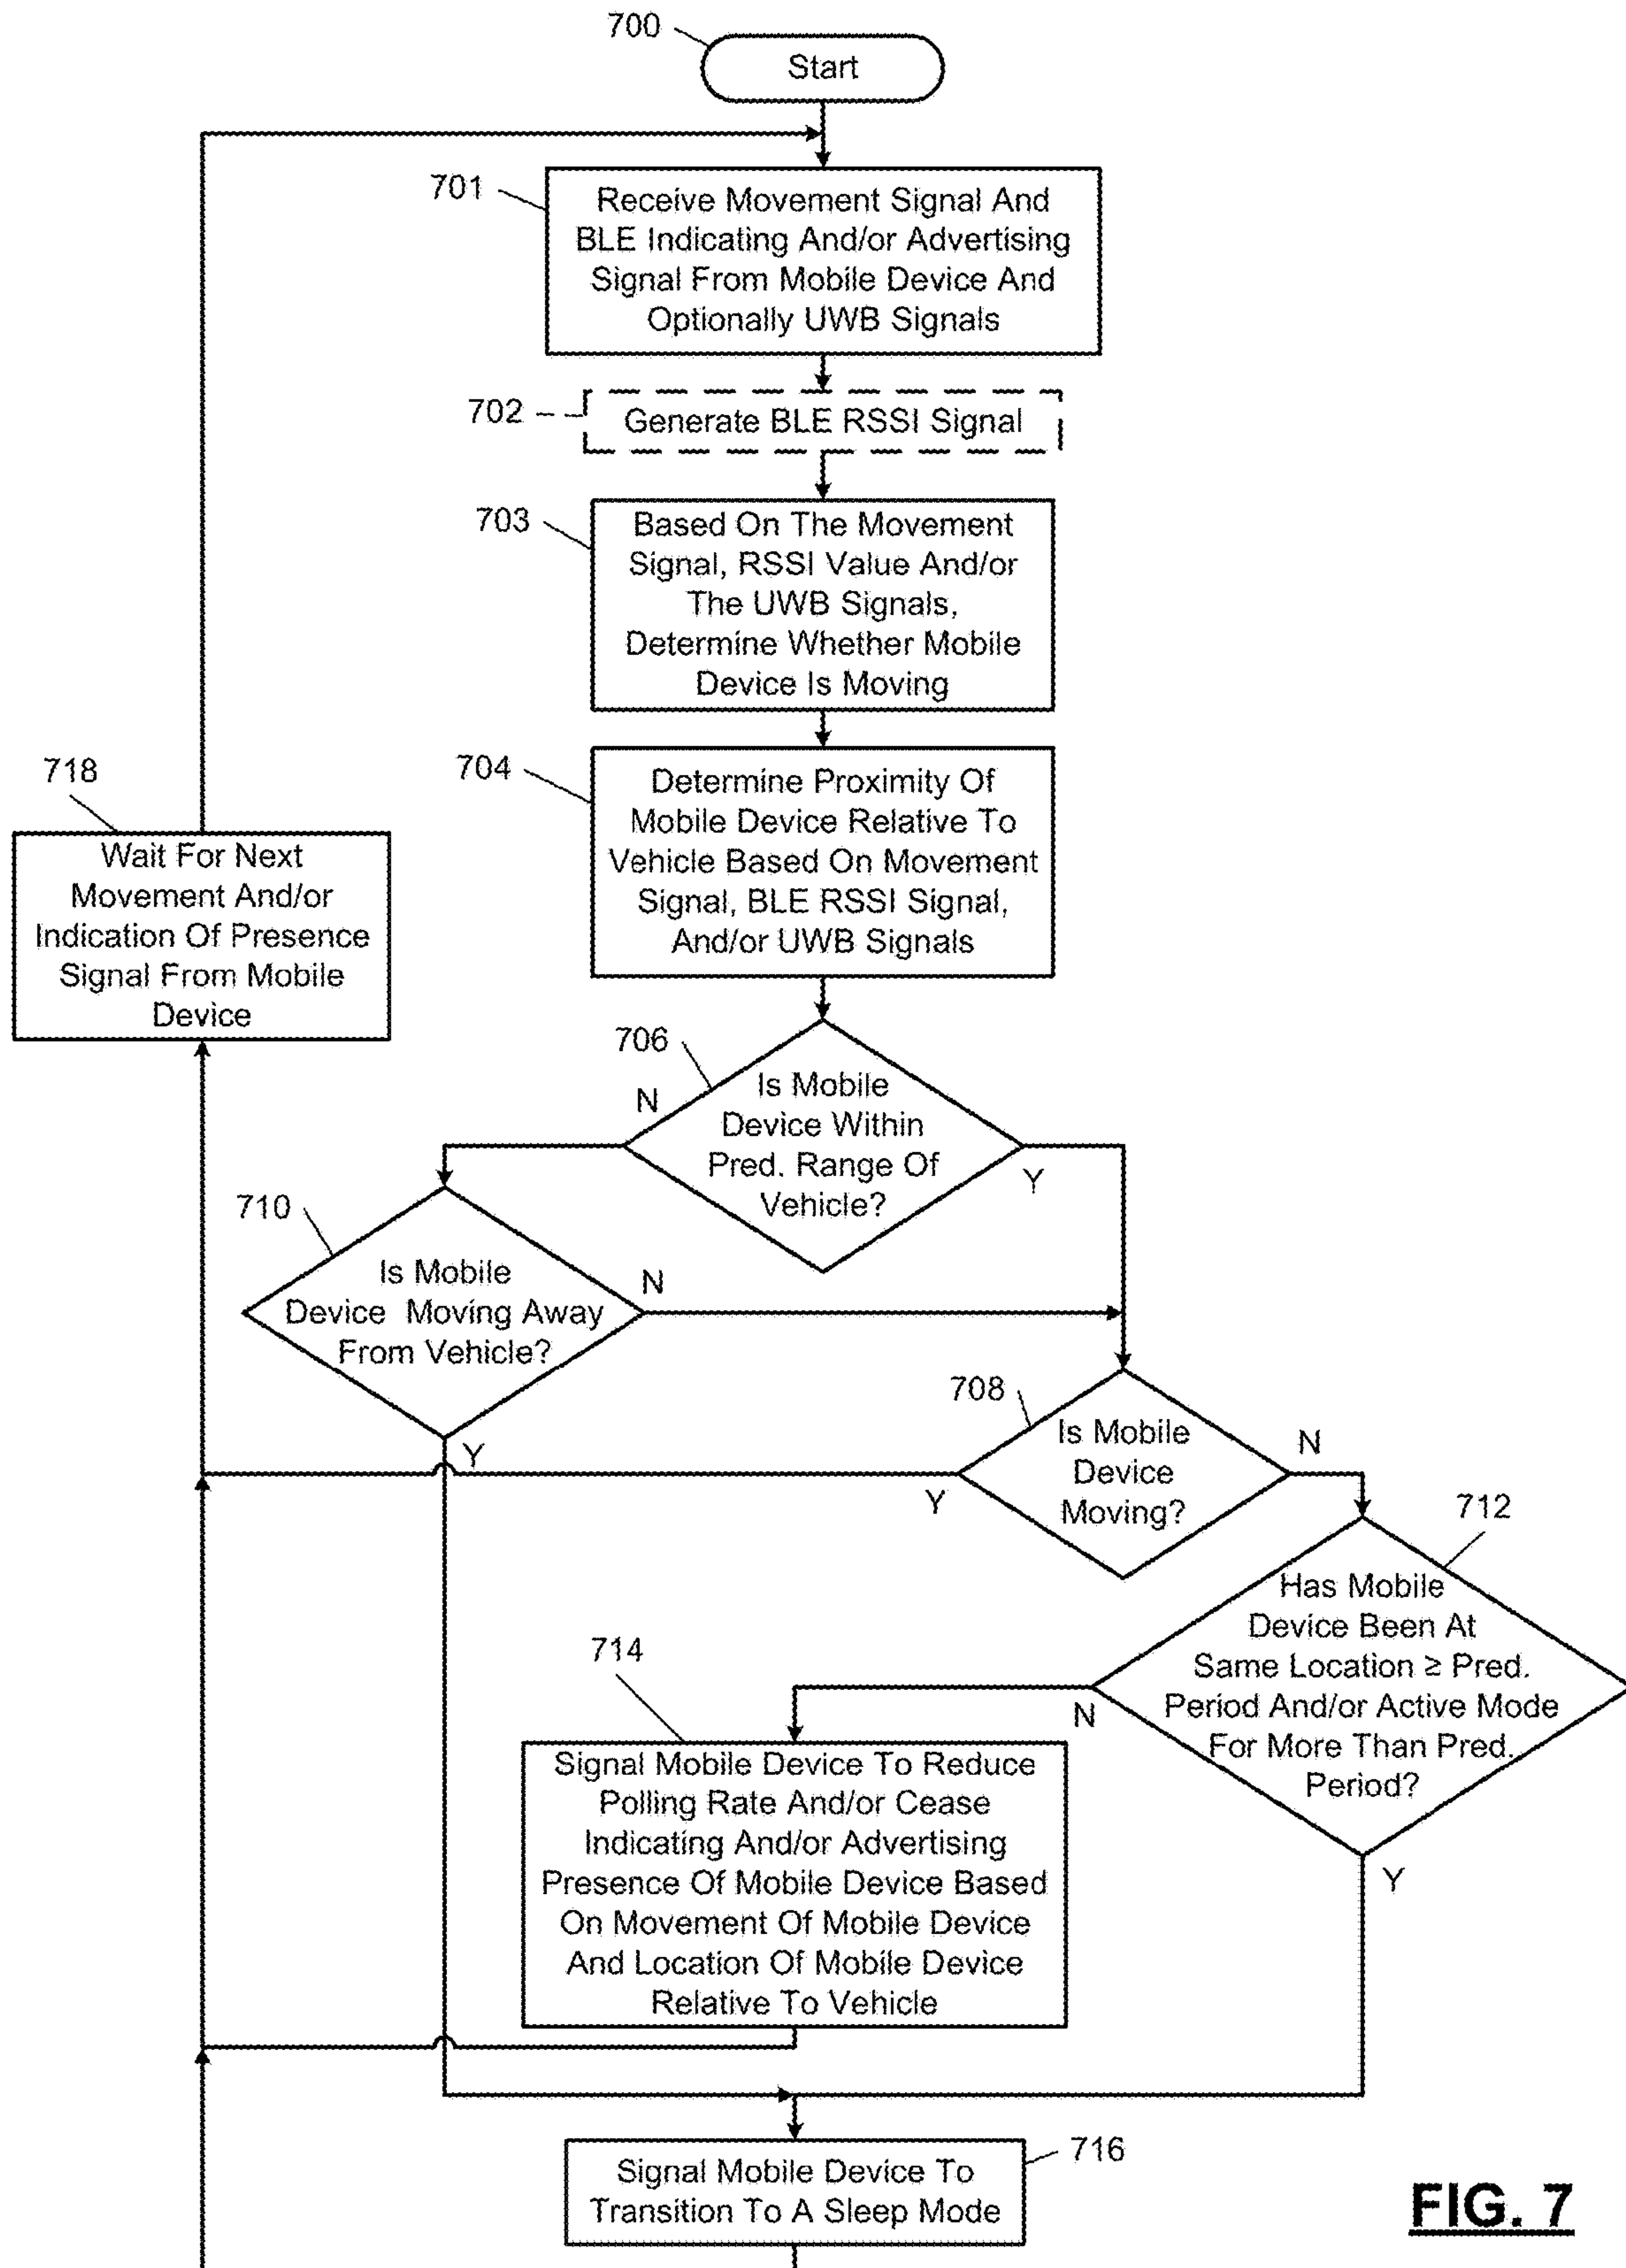 700
Start
701
Receive Movement Signal And
BLE Indicating And/or Advertising
Signal From Mobile Device And
Optionally UWB Signals
702
Generate BLE RSSI Signal
703
Based On The Movement
Signal, RSSI Value And/or
The UWB Signals,
Determine Whether Mobile
Device Is Moving
704
Determine Proximity Of
Mobile Device Relative To
Vehicle Based On Movement
Signal, BLE RSSI Signal,
And/or UWB Signals
718
Wait For Next
Movement And/or
Indication Of Presence
Signal From Mobile
Device
706
N
Is Mobile
Device Within
Pred. Range Of
Vehicle?
Y
710
Is Mobile
Device Moving Away
From Vehicle?
N
Y
708
Is Mobile
Device
Moving?
N
Y
712
Has Mobile
Device Been At
Same Location ≥ Pred.
Period And/or Active Mode
For More Than Pred.
Period?
N
Y
714
Signal Mobile Device To Reduce
Polling Rate And/or Cease
Indicating And/or Advertising
Presence Of Mobile Device Based
On Movement Of Mobile Device
And Location Of Mobile Device
Relative To Vehicle
716
Signal Mobile Device To
Transition To A Sleep Mode
FIG. 7